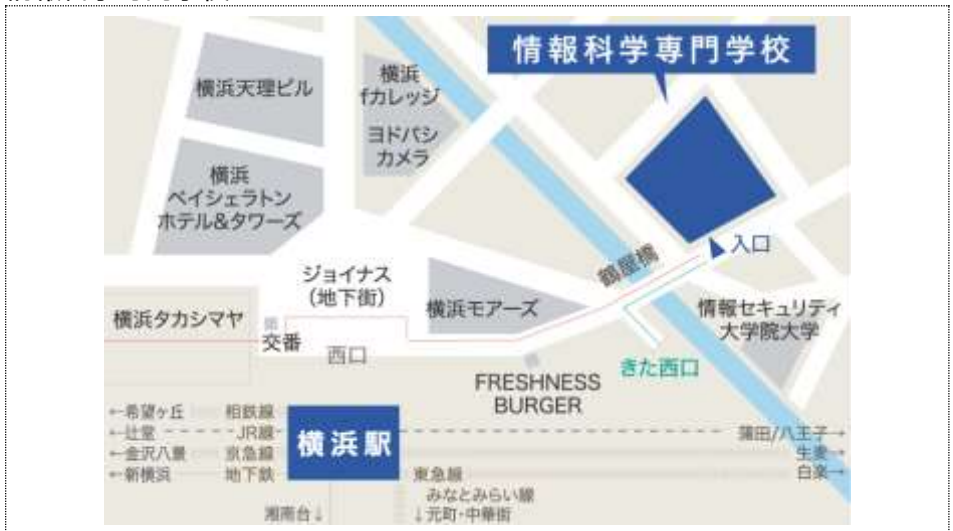 情報科学専門学校
横浜天理ビル
横浜
fカレッジ
ヨドバシ
カメラ
横浜
ベイシェラトン
ホテル&タワーズ
入口
鶴屋橋
ジョイナス
(地下街)
横浜モアーズ
情報セキュリティ
大学院大学
横浜タカシマヤ
交番
西口
きた西口
FRESHNESS
BURGER
←希望ヶ丘 相鉄線
←辻堂 JR線
←金沢八景 京急線
←新横浜 地下鉄
横浜駅
蒲田/八王子→
生麦→
白楽→
東急線
みなとみらい線
↓元町・中華街
湘南台↓